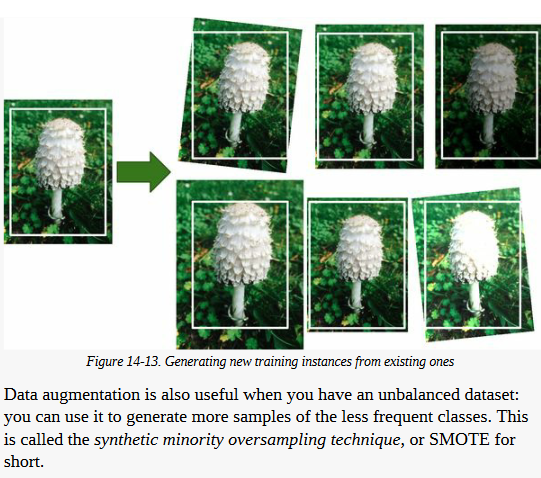 Figure 14-13. Generating new training instances from existing ones
Data augmentation is also useful when you have an unbalanced dataset:
you can use it to generate more samples of the less frequent classes. This
is called the synthetic minority oversampling technique, or SMOTE for
short.